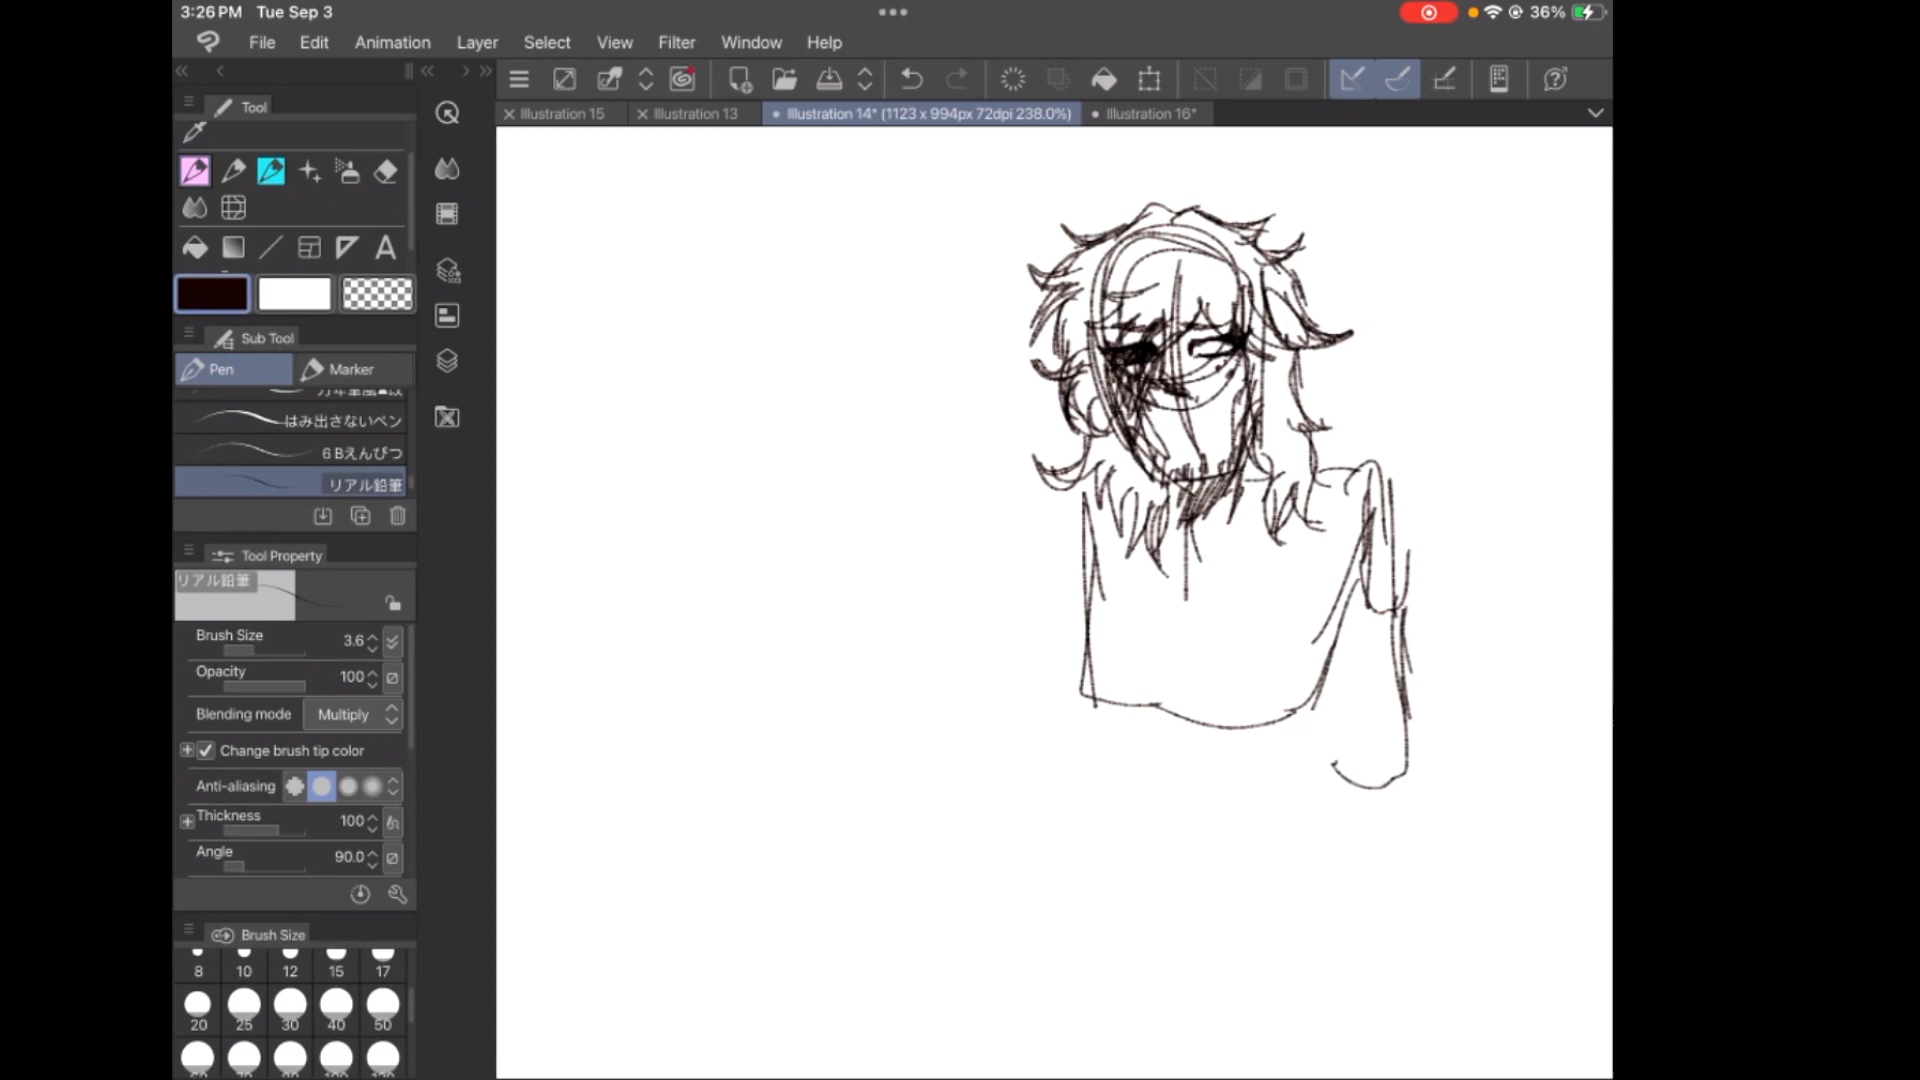 3:26 PM Tue Sep 3
36%
File Edit Animation Layer Select View Filter Window Help
Tool
Illustration 15
Illustration 13
Illustration 14* (1123 x 994px 72dpi 238.0%)
Illustration 16*
A
Sub Tool
Pen
Marker
はみ出さないペン
6Bえんぴつ
リアル鉛筆
Tool Property
リアル鉛筆
Brush Size 3.6
Opacity 100
Blending mode Multiply
Change brush tip color
Anti-aliasing
Thickness 100
Angle 90.0
Brush Size
8 10 12 15 17
20 25 30 40 50